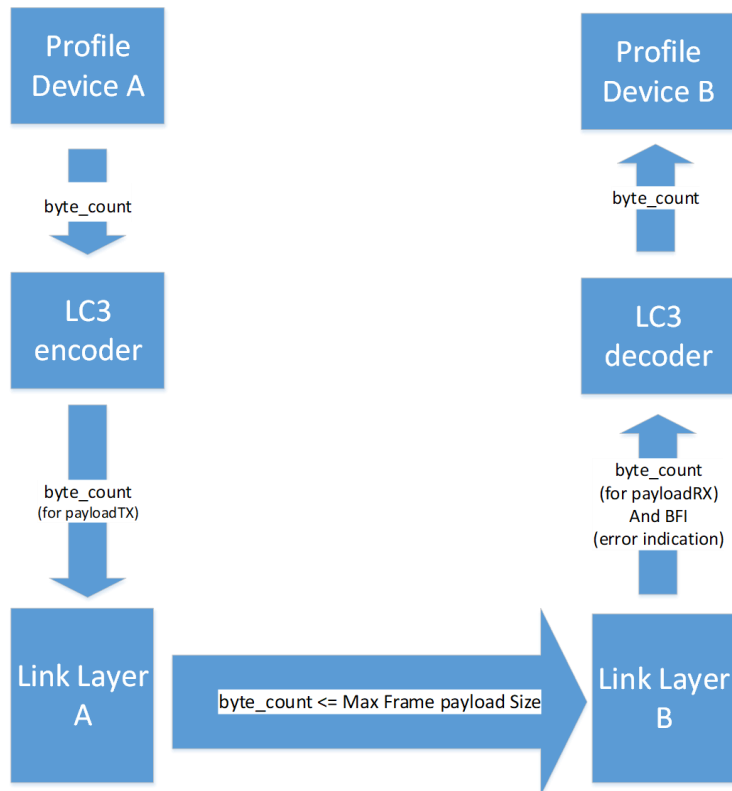 Profile
Device A
byte_count
LC3
encoder
byte_count
(for payloadTX)
Link Layer
A
byte_count <= Max Frame payload Size
Profile
Device B
byte_count
LC3
decoder
byte_count
(for payloadRX)
And BFI
(error indication)
Link Layer
B